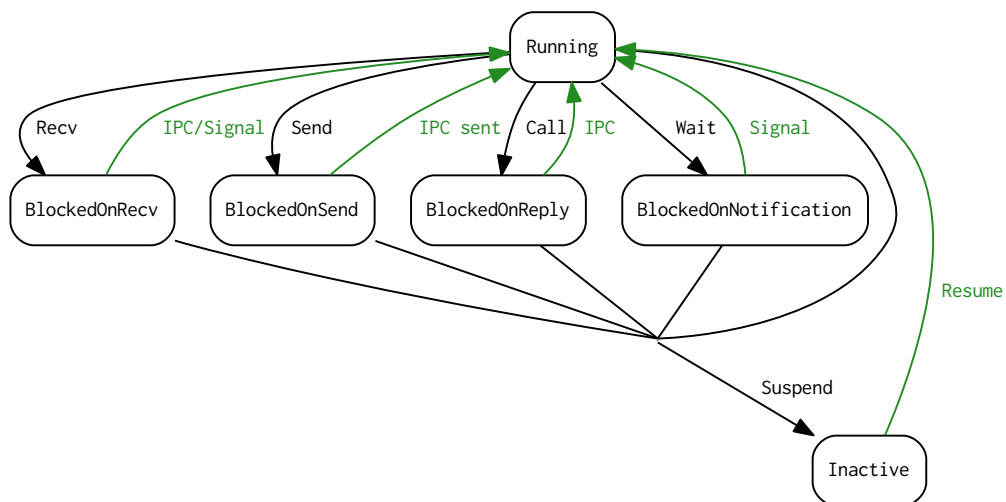 Running
Recv
IPC/Signal
Send
IPC sent
Call
IPC
Wait
Signal
BlockedOnRecv
BlockedOnSend
BlockedOnReply
BlockedOnNotification
Resume
Suspend
Inactive